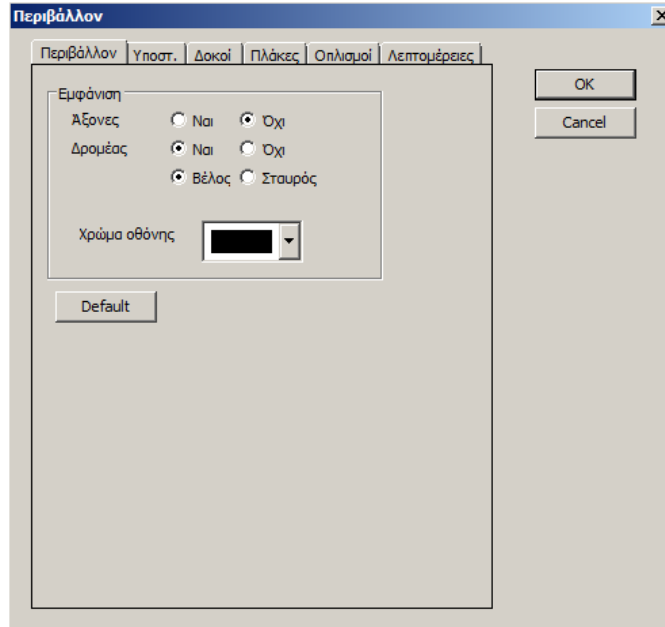 Περιβάλλον
Περιβάλλον Υποστ. Δοκοί Πλάκες Οπλισμοί Λεπτομέρειες
Εμφάνιση
Άξονες Ναι Όχι
Δρομέας Ναι Όχι
Βέλος Σταυρός
Χρώμα οθόνης
Default
OK
Cancel